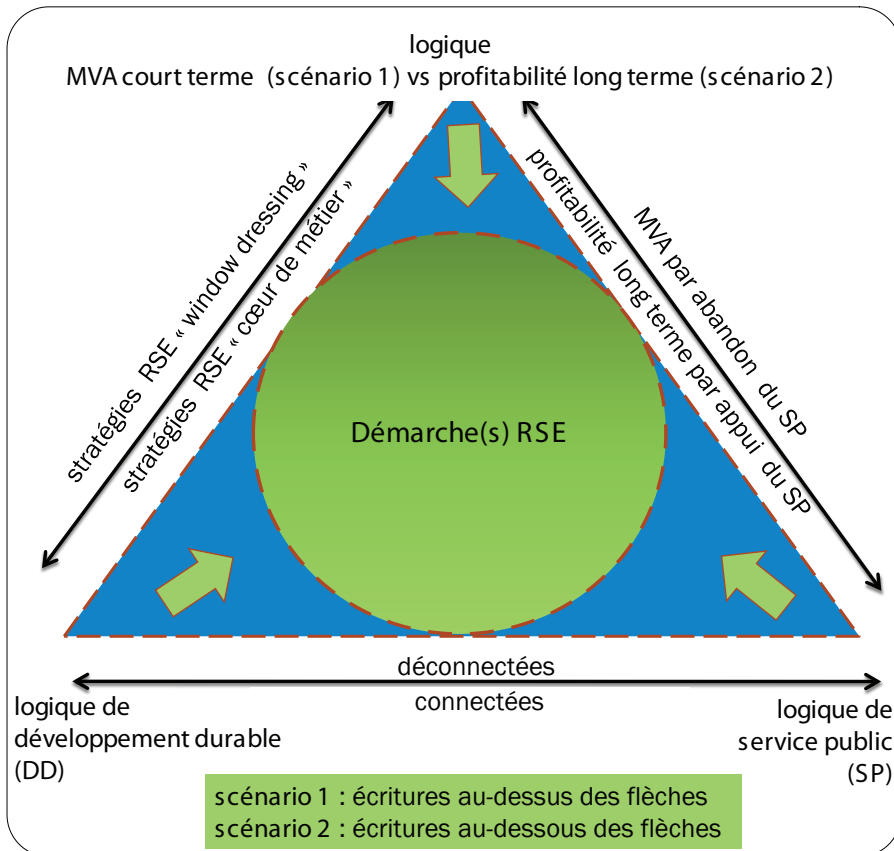 logique
MVA court terme (scénario 1) vs profitabilité long terme (scénario 2)
stratégies RSE « window dressing »
stratégies RSE « cœur de métier »
MVA par abandon du SP
profitabilité long terme par appui du SP
Démarche(s) RSE
déconnectées
connectées
logique de
développement durable
(DD)
logique de
service public
(SP)
scénario 1 : écritures au-dessus des flèches
scénario 2 : écritures au-dessous des flèches